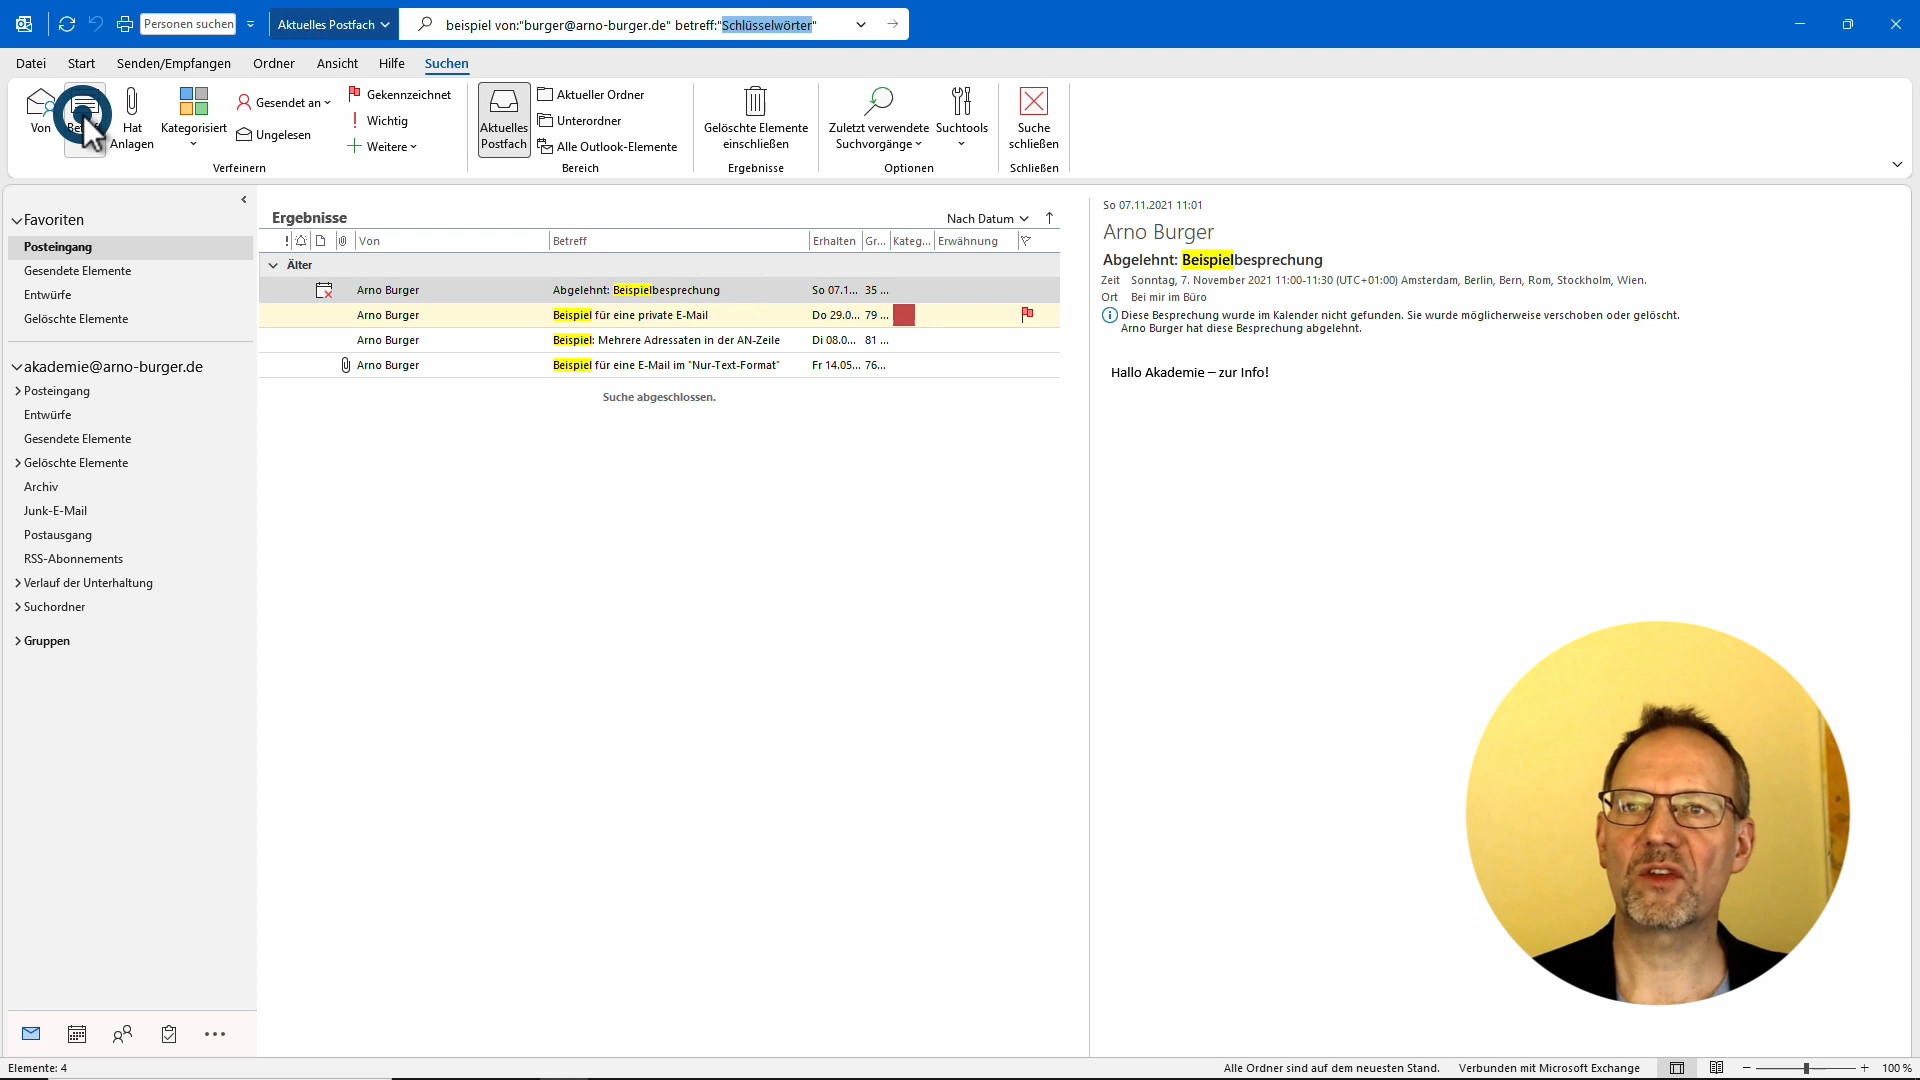 Personen suchen
Aktuelles Postfach
beispiel von:"burger@arno-burger.de" betreff:"Schlüsselwörter"
Datei Start Senden/Empfangen Ordner Ansicht Hilfe Suchen
Von
Hat
Anlagen
Kategorisiert
Gesendet an
Ungelesen
Gekennzeichnet
Wichtig
Weitere
Verfeinern
Aktuelles
Postfach
Aktueller Ordner
Unterordner
Alle Outlook-Elemente
Bereich
Gelöschte Elemente
einschließen
Ergebnisse
Zuletzt verwendete
Suchvorgänge
Suchtools
Optionen
Suche
schließen
Schließen
Favoriten
Posteingang
Gesendete Elemente
Entwürfe
Gelöschte Elemente
akademie@arno-burger.de
Posteingang
Entwürfe
Gesendete Elemente
Gelöschte Elemente
Archiv
Junk-E-Mail
Postausgang
RSS-Abonnements
Verlauf der Unterhaltung
Suchordner
Gruppen
Ergebnisse
Nach Datum
! Von Betreff Erhalten Gr... Kateg... Erwähnung
Älter
Arno Burger Abgelehnt: Beispielbesprechung So 07.1... 35 ...
Arno Burger Beispiel für eine private E-Mail Do 29.0... 79 ...
Arno Burger Beispiel: Mehrere Adressaten in der AN-Zeile Di 08.0... 81 ...
Arno Burger Beispiel für eine E-Mail im "Nur-Text-Format" Fr 14.05... 76...
Suche abgeschlossen.
So 07.11.2021 11:01
Arno Burger
Abgelehnt: Beispielbesprechung
Zeit Sonntag, 7. November 2021 11:00-11:30 (UTC+01:00) Amsterdam, Berlin, Bern, Rom, Stockholm, Wien.
Ort Bei mir im Büro
Diese Besprechung wurde im Kalender nicht gefunden. Sie wurde möglicherweise verschoben oder gelöscht.
Arno Burger hat diese Besprechung abgelehnt.
Hallo Akademie – zur Info!
Elemente: 4
Alle Ordner sind auf dem neuesten Stand. Verbunden mit Microsoft Exchange 100 %